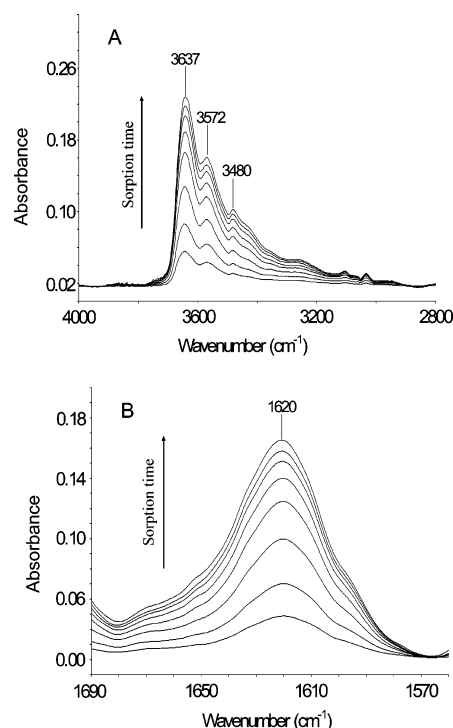 A
0.26
3637
3572
0.18
3480
Sorption time
Absorbance
0.10
0.02
4000 3600 3200 2800
Wavenumber (cm-1)
B
1620
0.18
Sorption time
0.12
Absorbance
0.10
0.06
0.00
1690 1650 1610 1570
Wavenumber (cm-1)